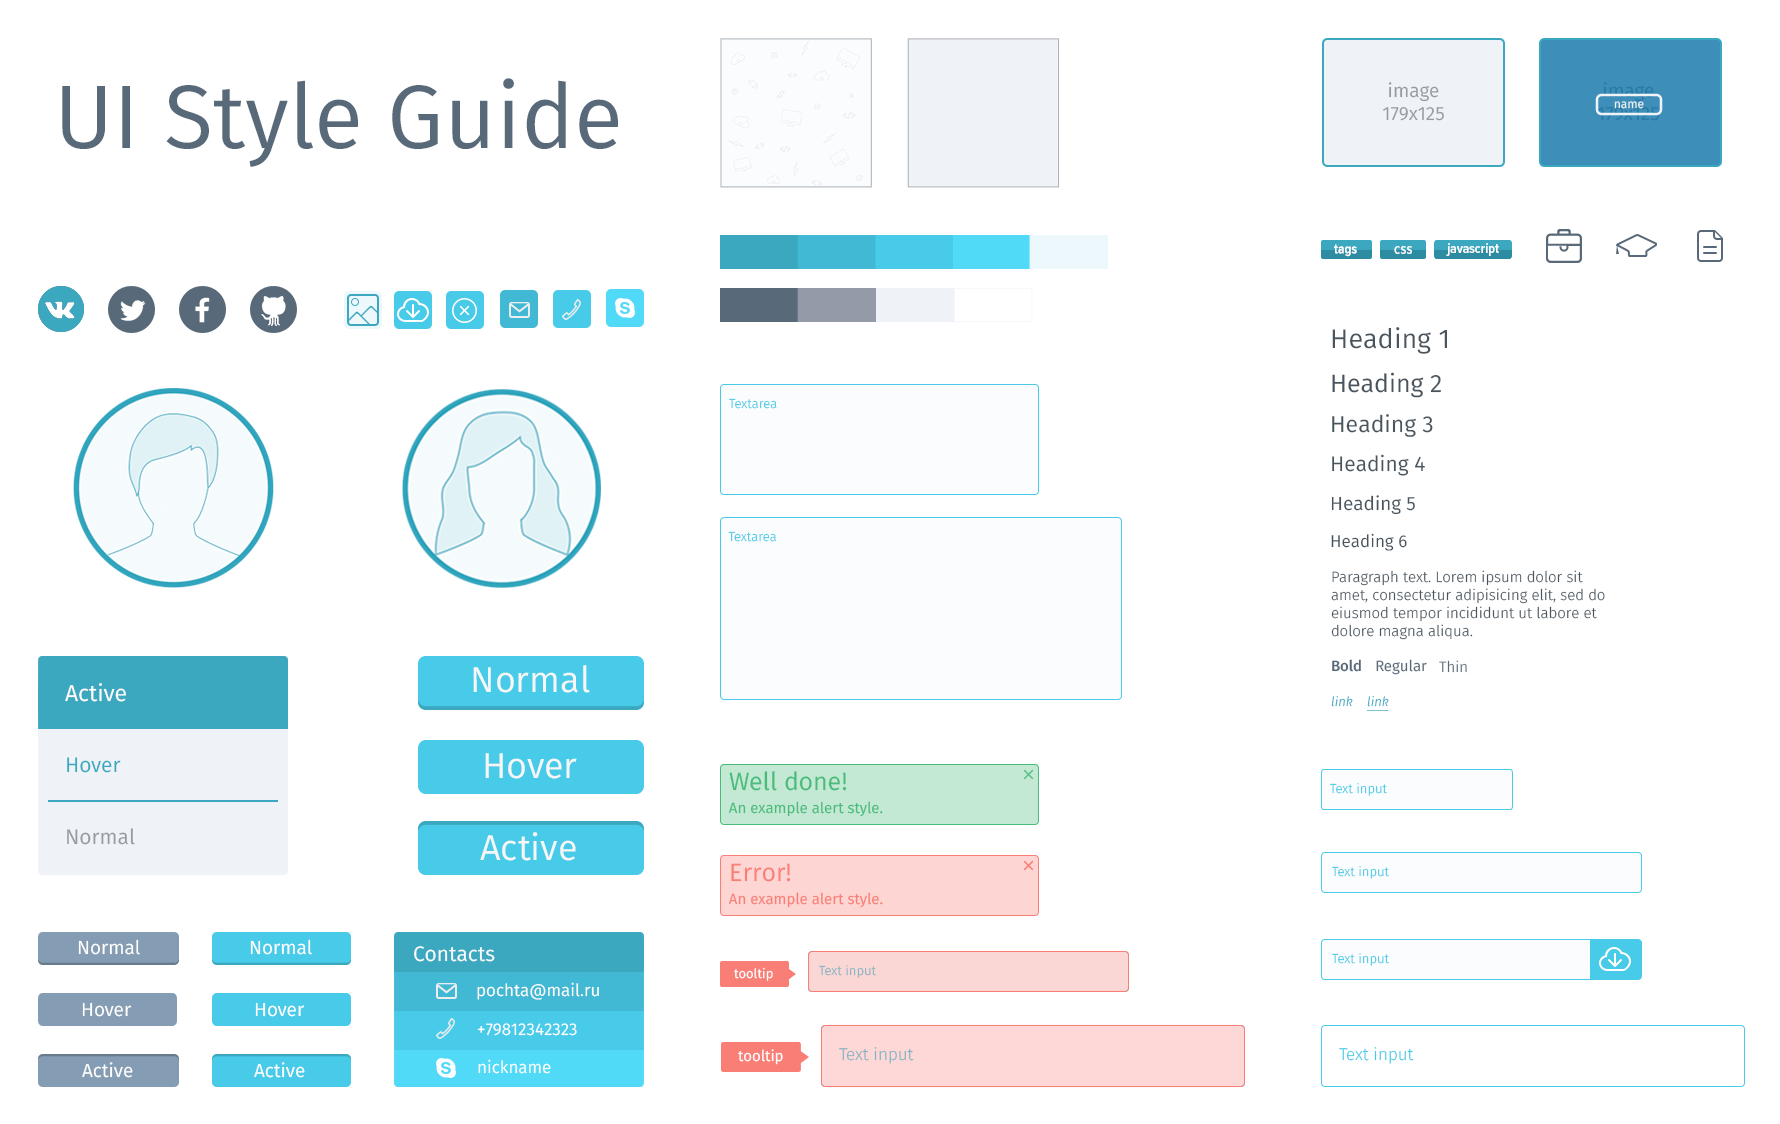 UI Style Guide
Active
Hover
Normal
Normal
Hover
Active
Normal
Hover
Active
Normal
Hover
Active
Contacts
pochta@mail.ru
+79812342323
nickname
Textarea
Textarea
Well done!
An example alert style.
Error!
An example alert style.
tooltip
Text input
tooltip
Text input
image
179x125
image
name
179x125
tags
css
javascript
Heading 1
Heading 2
Heading 3
Heading 4
Heading 5
Heading 6
Paragraph text. Lorem ipsum dolor sit
amet, consectetur adipisicing elit, sed do
eiusmod tempor incididunt ut labore et
dolore magna aliqua.
Bold Regular Thin
link link
Text input
Text input
Text input
Text input